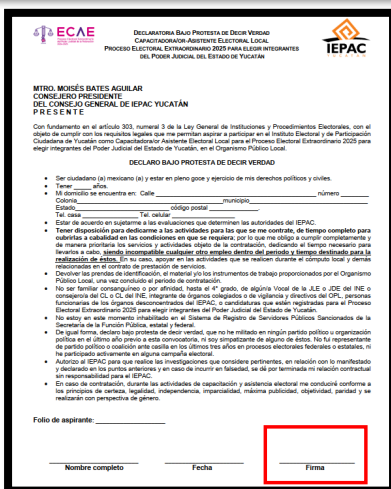 ECAE
DECLARATORIA BAJO PROTESTA DE DECIR VERDAD
CAPACITADORA/OR-ASISTENTE ELECTORAL LOCAL
PROCESO ELECTORAL EXTRAORDINARIO 2025 PARA ELEGIR INTEGRANTES
DEL PODER JUDICIAL DEL ESTADO DE YUCATÁN
IEPAC
YUCATÁN
MTRO. MOISÉS BATES AGUILAR
CONSEJERO PRESIDENTE
DEL CONSEJO GENERAL DE IEPAC YUCATÁN
P R E S E N T E
Con fundamento en el artículo 303, numeral 3 de la Ley General de Instituciones y Procedimientos Electorales, con el
objeto de cumplir con los requisitos legales que me permitan aspirar a participar en el Instituto Electoral y de Participación
Ciudadana de Yucatán como Capacitadora/or Asistente Electoral Local para el Proceso Electoral Extraordinario 2025 para
elegir integrantes del Poder Judicial del Estado de Yucatán, en el Organismo Público Local.
DECLARO BAJO PROTESTA DE DECIR VERDAD
• Ser ciudadano (a) mexicano (a) y estar en pleno goce y ejercicio de mis derechos políticos y civiles.
• Tener _____ años.
• Mi domicilio se encuentra en: Calle _____ número _____
Colonia_____municipio_____
Estado_____código postal _____.
Tel. casa _____ Tel. celular _____
• Estar de acuerdo en sujetarme a las evaluaciones que determinen las autoridades del IEPAC.
• Tener disposición para dedicarme a las actividades para las que se me contrate, de tiempo completo para
cubrirlas a cabalidad en las condiciones en que se requiera; por lo que me obligo a cumplir completamente y
de manera prioritaria los servicios y actividades objeto de la contratación, dedicando el tiempo necesario para
llevarlos a cabo, siendo incompatible cualquier otro empleo dentro del periodo y tiempo destinado para la
realización de éstos. En su caso, apoyar en las actividades que se realicen durante el cómputo local y demás
relacionadas en el contrato de prestación de servicios.
• Devolver las prendas de identificación, el material y/o los instrumentos de trabajo proporcionados por el Organismo
Público Local, una vez concluido el periodo de contratación.
• No ser familiar consanguíneo o por afinidad, hasta el 4° grado, de algún/a Vocal de la JLE o JDE del INE o
consejero/a del CL o CL del INE, integrante de órganos colegiados o de vigilancia y directivos del OPL, personas
funcionarias de los órganos desconcentrados del IEPAC, o candidaturas que estén registradas para el Proceso
Electoral Extraordinario 2025 para elegir integrantes del Poder Judicial del Estado de Yucatán.
• No estoy en este momento inhabilitado en el Sistema de Registro de Servidores Públicos Sancionados de la
Secretaría de la Función Pública, estatal y federal.
• De igual forma, declaro bajo protesta de decir verdad, que no he militado en ningún partido político u organización
política en el último año previo a esta convocatoria, ni soy simpatizante de alguno de éstos. No fui representante
de partido político o coalición ante casilla en los últimos tres años en procesos electorales federales o estatales, ni
he participado activamente en alguna campaña electoral.
• Autorizo al IEPAC para que realice las investigaciones que considere pertinentes, en relación con lo manifestado
y declarado en los puntos anteriores y en caso de incurrir en falsedad, se dé por terminada mi relación contractual
sin responsabilidad para el IEPAC.
• En caso de contratación, durante las actividades de capacitación y asistencia electoral me conduciré conforme a
los principios de certeza, legalidad, independencia, imparcialidad, máxima publicidad, objetividad, paridad y se
realizarán con perspectiva de género.
Folio de aspirante: _____
Nombre completo Fecha Firma